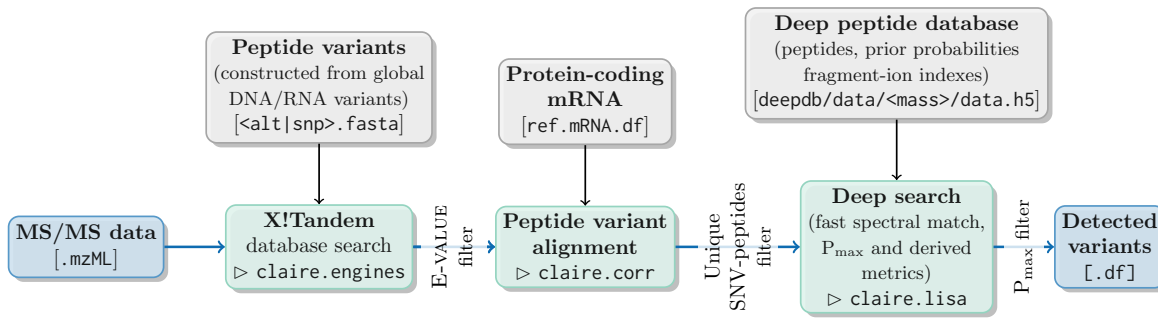 Peptide variants
(constructed from global
DNA/RNA variants)
[<alt|snp>.fasta]
Protein-coding
mRNA
[ref.mRNA.df]
Deep peptide database
(peptides, prior probabilities
fragment-ion indexes)
[deepdb/data/<mass>/data.h5]
MS/MS data
[.mzML]
X!Tandem
database search
▷ claire.engines
E-VALUE
filter
Peptide variant
alignment
▷ claire.corr
Unique
SNV-peptides
filter
Deep search
(fast spectral match,
Pmax and derived
metrics)
▷ claire.lisa
Pmax filter
Detected
variants
[.df]